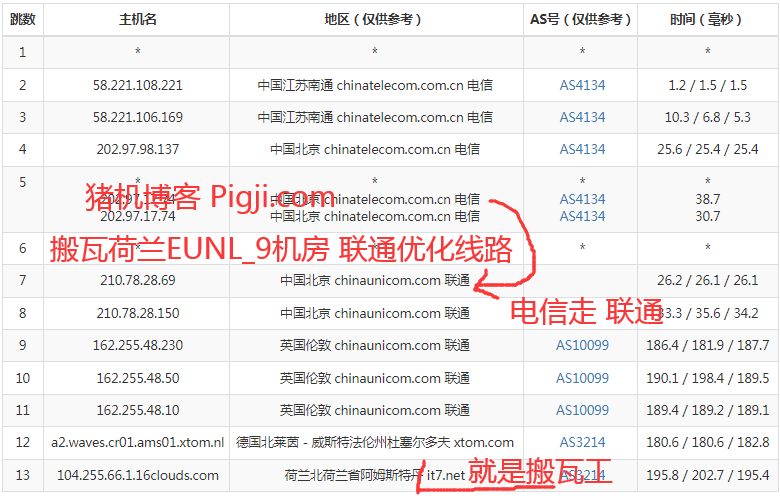 跳数 主机名 地区（仅供参考） AS号（仅供参考） 时间（毫秒）
1 * * * *
2 58.221.108.221 中国江苏南通 chinatelecom.com.cn 电信 AS4134 1.2 / 1.5 / 1.5
3 58.221.106.169 中国江苏南通 chinatelecom.com.cn 电信 AS4134 10.3 / 6.8 / 5.3
4 202.97.98.137 中国北京 chinatelecom.com.cn 电信 AS4134 25.6 / 25.4 / 25.4
5 * * * *
中国北京 chinatelecom.com.cn 电信 AS4134 38.7
202.97.17.74 中国北京 chinatelecom.com.cn 电信 AS4134 30.7
猪机博客 Pigji.com
6 * *
搬瓦荷兰EUNL_9机房 联通优化线路
7 210.78.28.69 中国北京 chinaunicom.com 联通 26.2 / 26.1 / 26.1
8 210.78.28.150 中国北京 chinaunicom.com 联通 33.3 / 35.6 / 34.2
电信走 联通
9 162.255.48.230 英国伦敦 chinaunicom.com 联通 AS10099 186.4 / 181.9 / 187.7
10 162.255.48.50 英国伦敦 chinaunicom.com 联通 AS10099 190.1 / 198.4 / 189.5
11 162.255.48.10 英国伦敦 chinaunicom.com 联通 AS10099 189.4 / 189.2 / 189.1
12 a2.waves.cr01.ams01.xtom.nl 德国北莱茵－威斯特法伦州杜塞尔多夫 xtom.com AS3214 180.6 / 180.6 / 182.8
13 104.255.66.1.16clouds.com 荷兰北荷兰省阿姆斯特丹 it7.net AS3214 195.8 / 202.7 / 195.4
就是搬瓦工